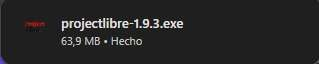 projectlibre-1.9.3.exe
63,9 MB • Hecho